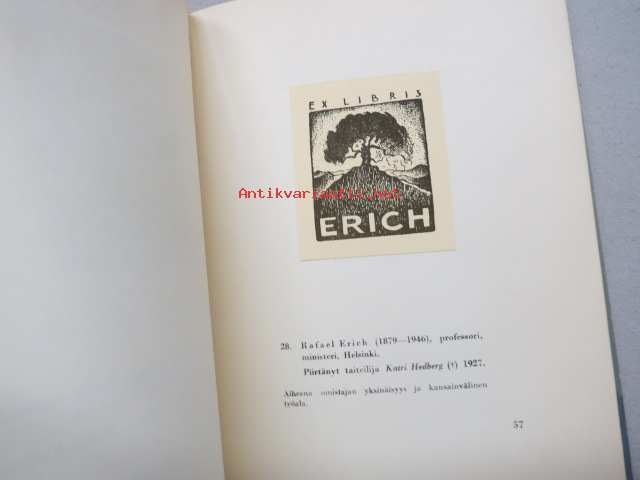 EX LIBRIS
Antikvariaatti.net
ERICH
28. Rafael Erich (1879—1946), professori,
ministeri, Helsinki.
Piirtänyt taiteilija Katri Hedberg (†) 1927.
Aiheena omistajan yksinäisyys ja kansainvälinen
työala.
57